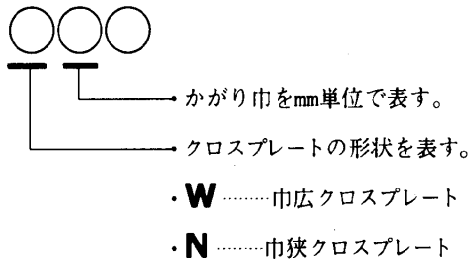 ○○○
・かがり巾をmm単位で表す。
・クロスプレートの形状を表す。
・W………巾広クロスプレート
・N………巾狭クロスプレート